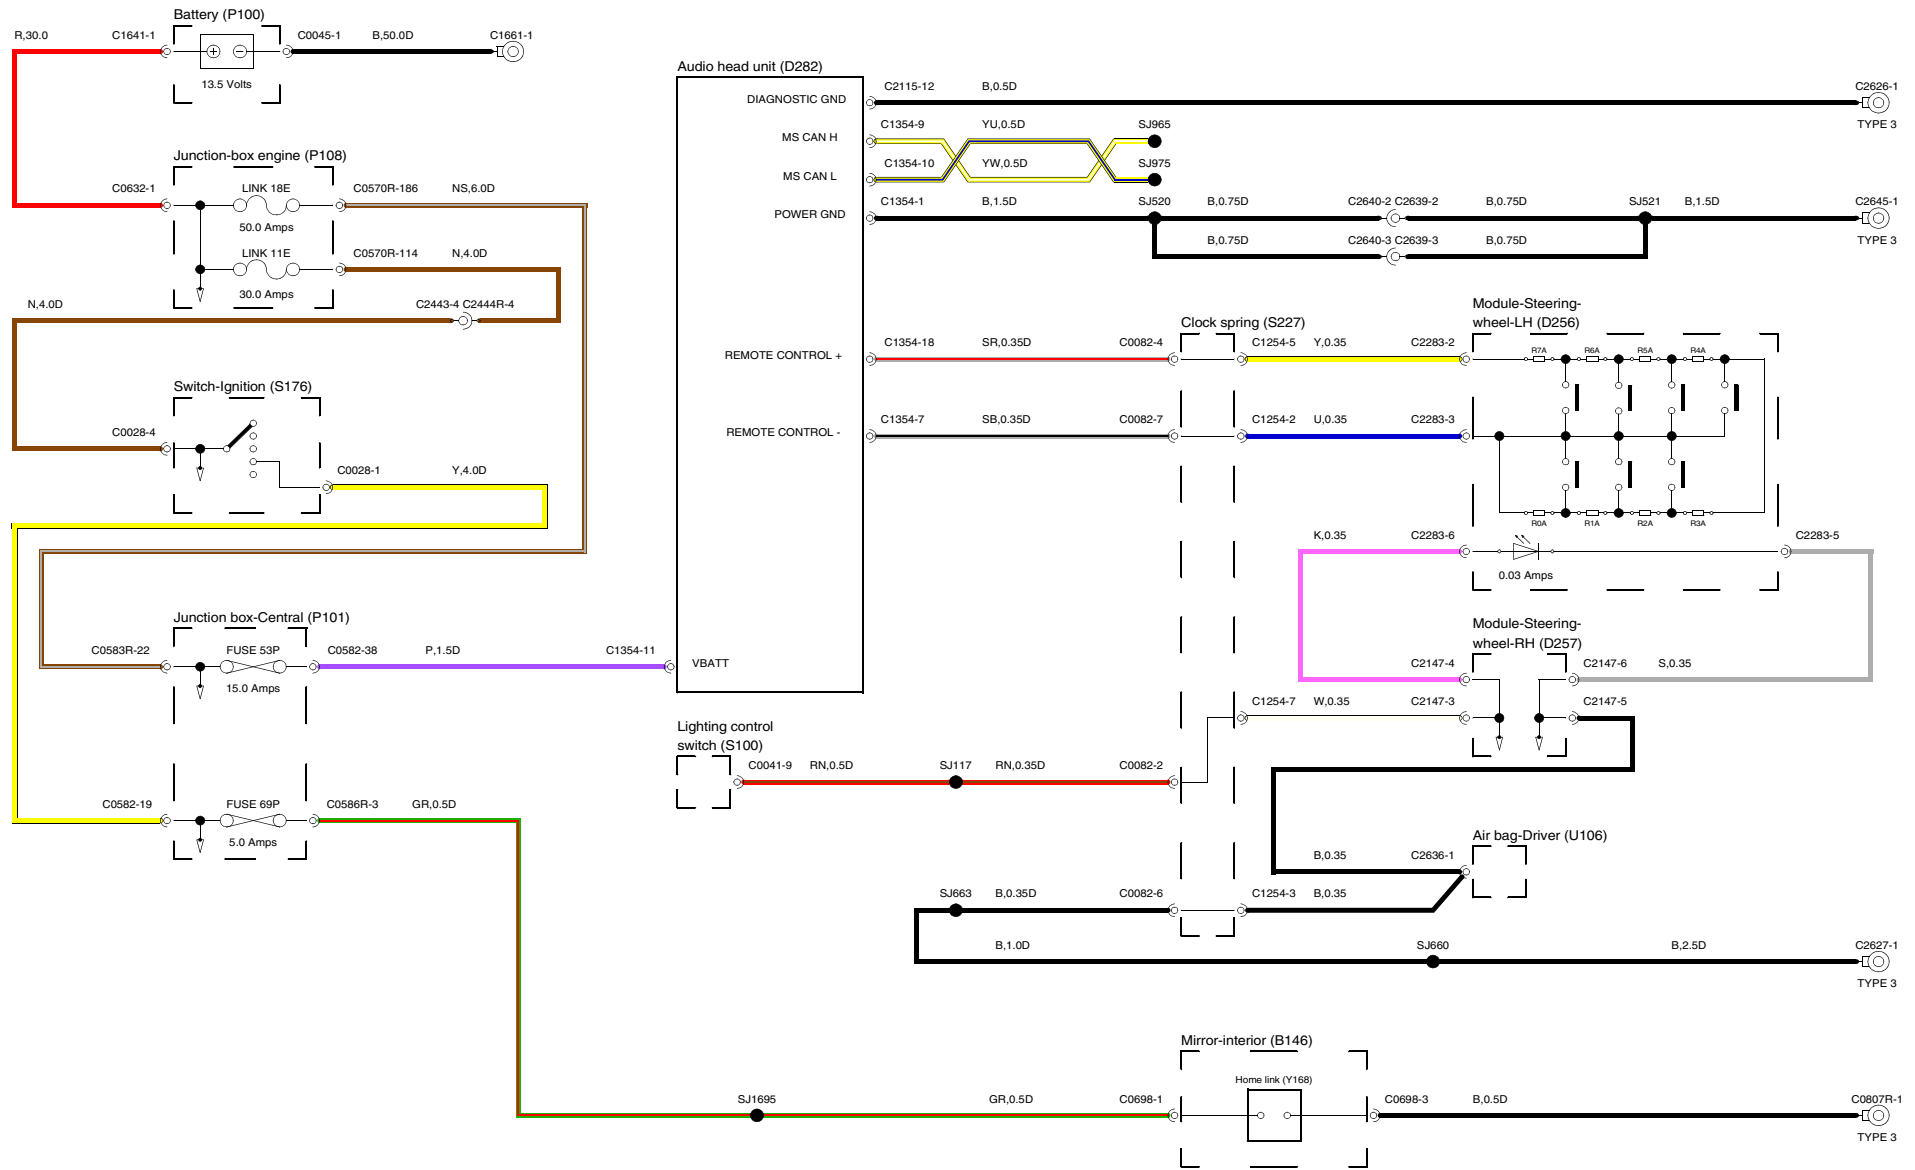 Battery (P100)
R,30.0
C1641-1
C0045-1
B,50.0D
C1661-1
13.5 Volts
Junction-box engine (P108)
C0632-1
LINK 18E
C0570R-186
NS,6.0D
50.0 Amps
LINK 11E
C0570R-114
N,4.0D
30.0 Amps
N,4.0D
C2443-4 C2444R-4
Switch-Ignition (S176)
C0028-4
C0028-1
Y,4.0D
Junction box-Central (P101)
C0583R-22
FUSE 53P
C0582-38
P,1.5D
C1354-11
15.0 Amps
C0582-19
FUSE 69P
C0586R-3
GR,0.5D
5.0 Amps
Audio head unit (D282)
DIAGNOSTIC GND
C2115-12
B,0.5D
C2626-1
TYPE 3
MS CAN H
C1354-9
YU,0.5D
SJ965
MS CAN L
C1354-10
YW,0.5D
SJ975
POWER GND
C1354-1
B,1.5D
SJ520
B,0.75D
C2640-2 C2639-2
B,0.75D
SJ521
B,1.5D
C2645-1
TYPE 3
B,0.75D
C2640-3 C2639-3
B,0.75D
Module-Steering-
wheel-LH (D256)
Clock spring (S227)
REMOTE CONTROL +
C1354-18
SR,0.35D
C0082-4
C1254-5
Y,0.35
C2283-2
R7A
R6A
R5A
R4A
REMOTE CONTROL -
C1354-7
SB,0.35D
C0082-7
C1254-2
U,0.35
C2283-3
R0A
R1A
R2A
R3A
K,0.35
C2283-6
C2283-5
0.03 Amps
Module-Steering-
wheel-RH (D257)
VBATT
C2147-4
C2147-6
S,0.35
C1254-7
W,0.35
C2147-3
C2147-5
Lighting control
switch (S100)
C0041-9
RN,0.5D
SJ117
RN,0.35D
C0082-2
Air bag-Driver (U106)
B,0.35
C2636-1
SJ663
B,0.35D
C0082-6
C1254-3
B,0.35
B,1.0D
SJ660
B,2.5D
C2627-1
TYPE 3
Mirror-interior (B146)
Home link (Y168)
SJ1695
GR,0.5D
C0698-1
C0698-3
B,0.5D
C0807R-1
TYPE 3